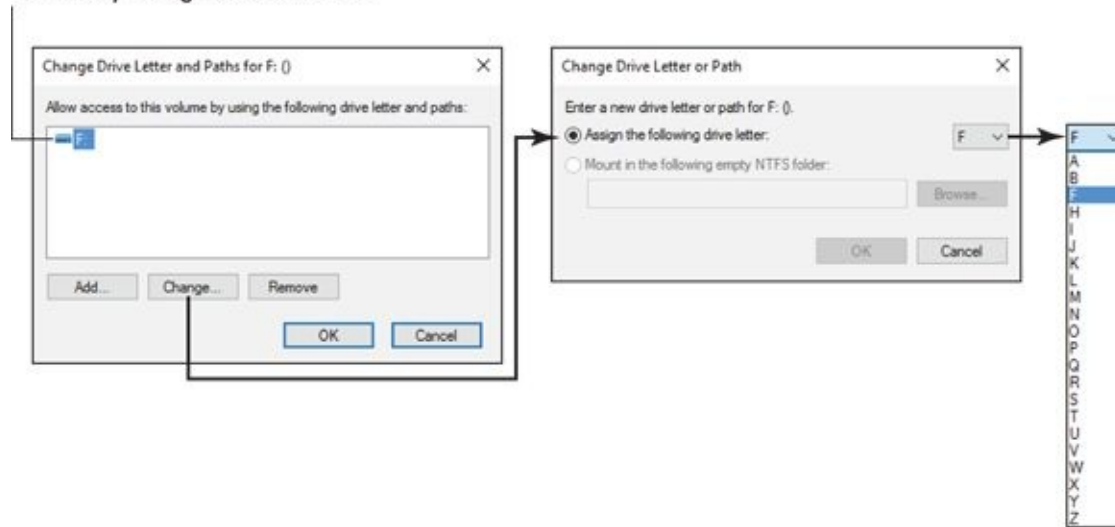 Change Drive Letter and Paths for F: ()
Allow access to this volume by using the following drive letter and paths:
F:
Add...
Change...
Remove
OK
Cancel
Change Drive Letter or Path
Enter a new drive letter or path for F: ().
Assign the following drive letter:
F
Mount in the following empty NTFS folder:
Browse...
OK
Cancel
F
A
B
F
H
I
J
K
L
M
N
O
P
Q
R
S
T
U
V
W
X
Y
Z